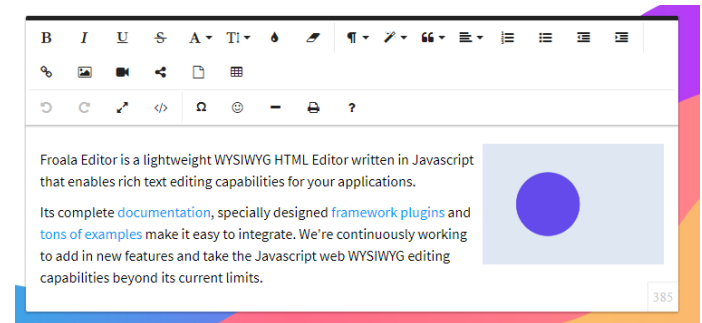 B I U S A TI ¶ “
Ω ?
Froala Editor is a lightweight WYSIWYG HTML Editor written in Javascript
that enables rich text editing capabilities for your applications.
Its complete documentation, specially designed framework plugins and
tons of examples make it easy to integrate. We're continuously working
to add in new features and take the Javascript web WYSIWYG editing
capabilities beyond its current limits.
385